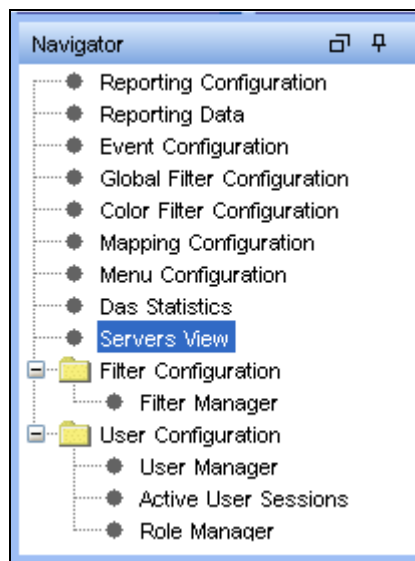 Navigator
Reporting Configuration
Reporting Data
Event Configuration
Global Filter Configuration
Color Filter Configuration
Mapping Configuration
Menu Configuration
Das Statistics
Servers View
Filter Configuration
Filter Manager
User Configuration
User Manager
Active User Sessions
Role Manager